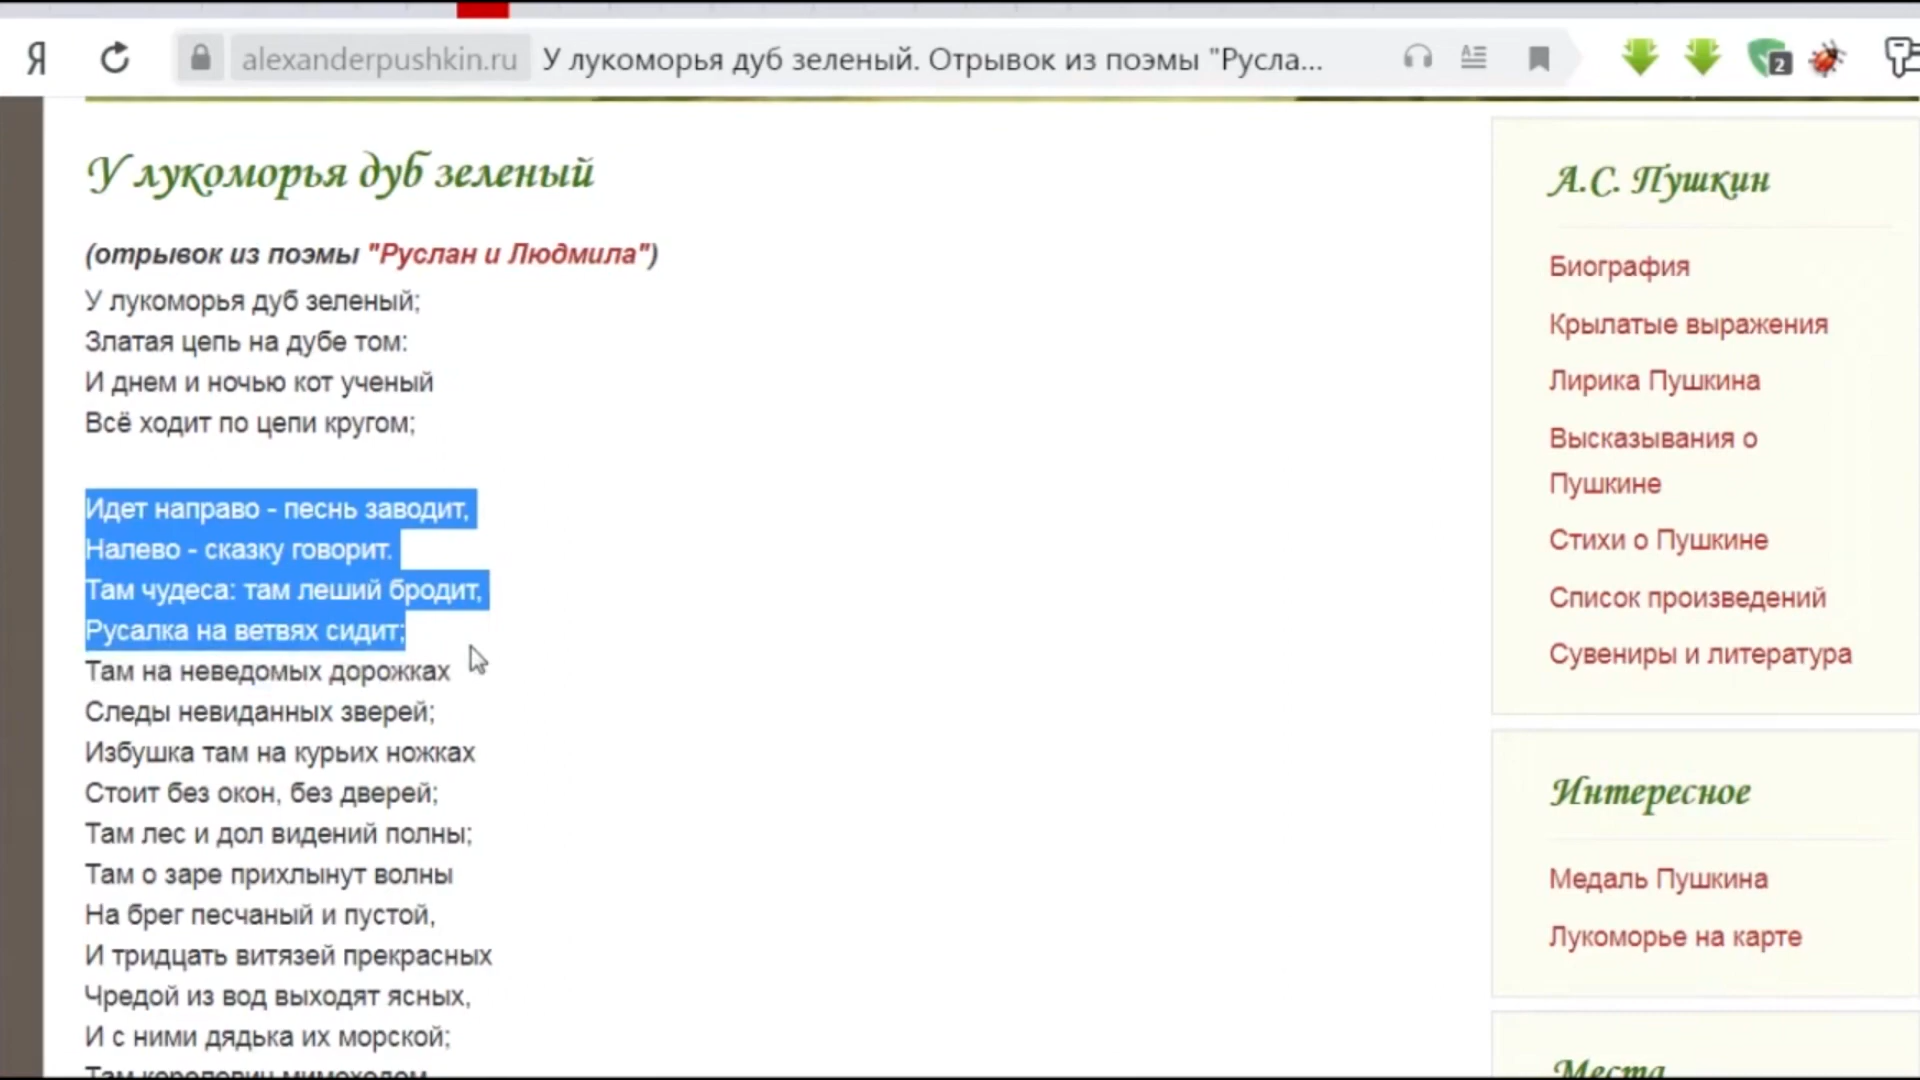 Я alexanderpushkin.ru У лукоморья дуб зеленый. Отрывок из поэмы "Русла... 2
У лукоморья дуб зеленый
(отрывок из поэмы "Руслан и Людмила")
У лукоморья дуб зеленый;
Златая цепь на дубе том:
И днем и ночью кот ученый
Всё ходит по цепи кругом;
Идет направо - песнь заводит,
Налево - сказку говорит.
Там чудеса: там леший бродит,
Русалка на ветвях сидит;
Там на неведомых дорожках
Следы невиданных зверей;
Избушка там на курьих ножках
Стоит без окон, без дверей;
Там лес и дол видений полны;
Там о заре прихлынут волны
На брег песчаный и пустой,
И тридцать витязей прекрасных
Чредой из вод выходят ясных,
И с ними дядька их морской;
Там королевич мимоходом
А.С. Пушкин
Биография
Крылатые выражения
Лирика Пушкина
Высказывания о
Пушкине
Стихи о Пушкине
Список произведений
Сувениры и литература
Интересное
Медаль Пушкина
Лукоморье на карте
Места